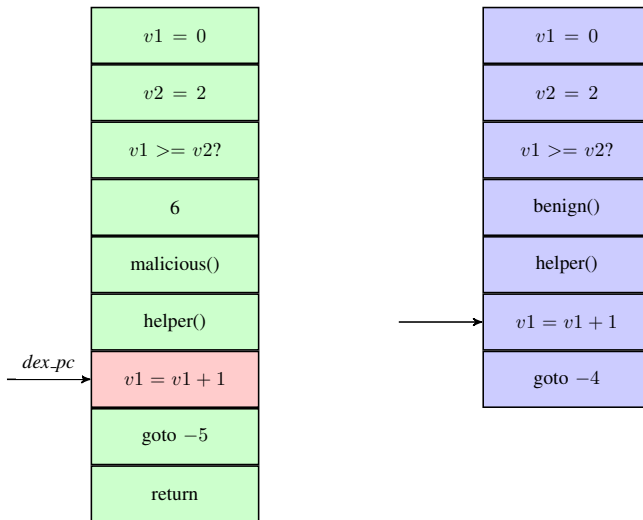 v1 = 0
v2 = 2
v1 >= v2?
6
malicious()
helper()
dex_pc
v1 = v1 + 1
goto −5
return
v1 = 0
v2 = 2
v1 >= v2?
benign()
helper()
v1 = v1 + 1
goto −4